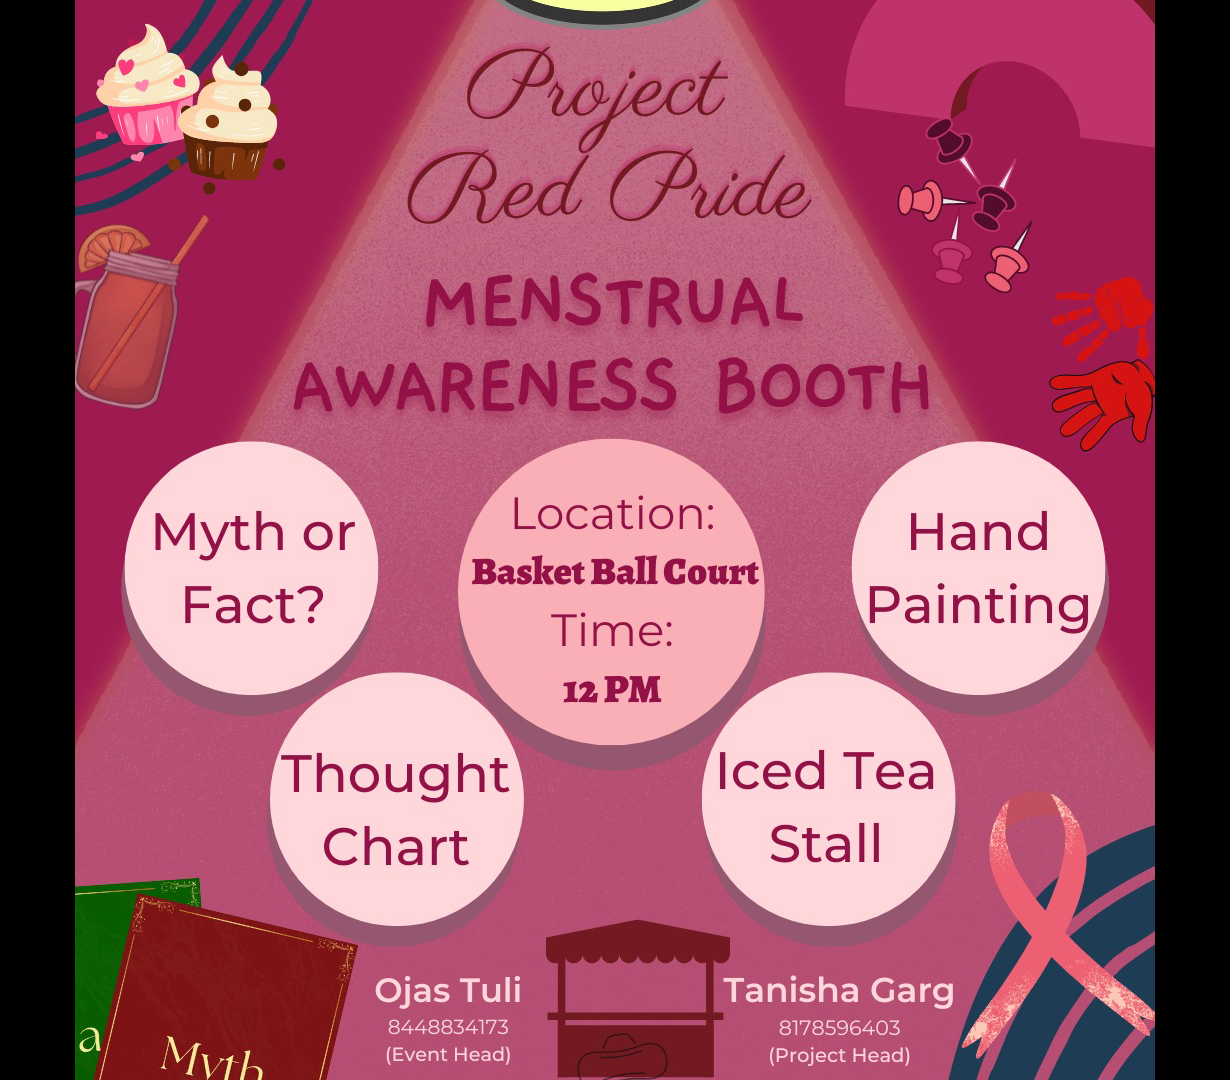 Project
Red Pride
MENSTRUAL
AWARENESS BOOTH
Myth or
Fact?
Location:
Basket Ball Court
Time:
12 PM
Hand
Painting
Thought
Chart
Iced Tea
Stall
Ojas Tuli
8448834173
(Event Head)
Tanisha Garg
8178596403
(Project Head)
a
Myth